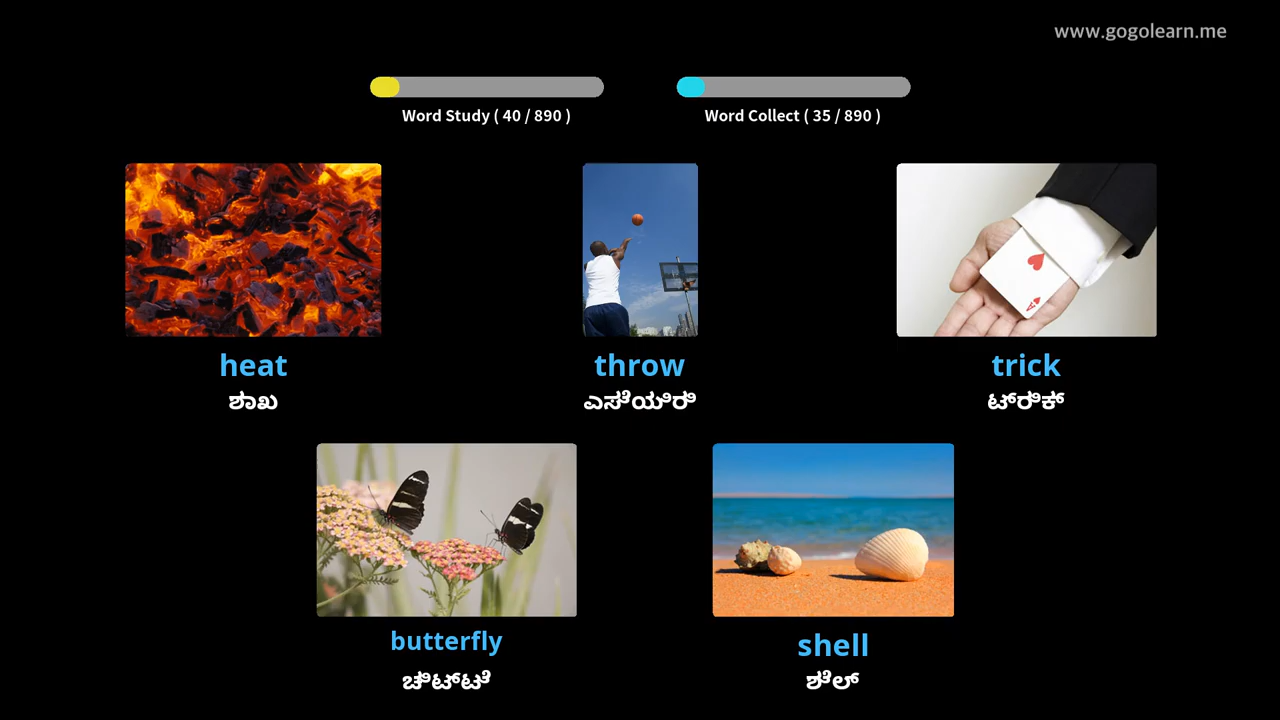 www.gogolearn.me
Word Study ( 40 / 890 )
Word Collect ( 35 / 890 )
heat
ಶಾಖ
throw
ಎಸೆಯಿರಿ
trick
ಟ್ರಿಕ್
butterfly
ಚಿಟ್ಟೆ
shell
ಶೆಲ್